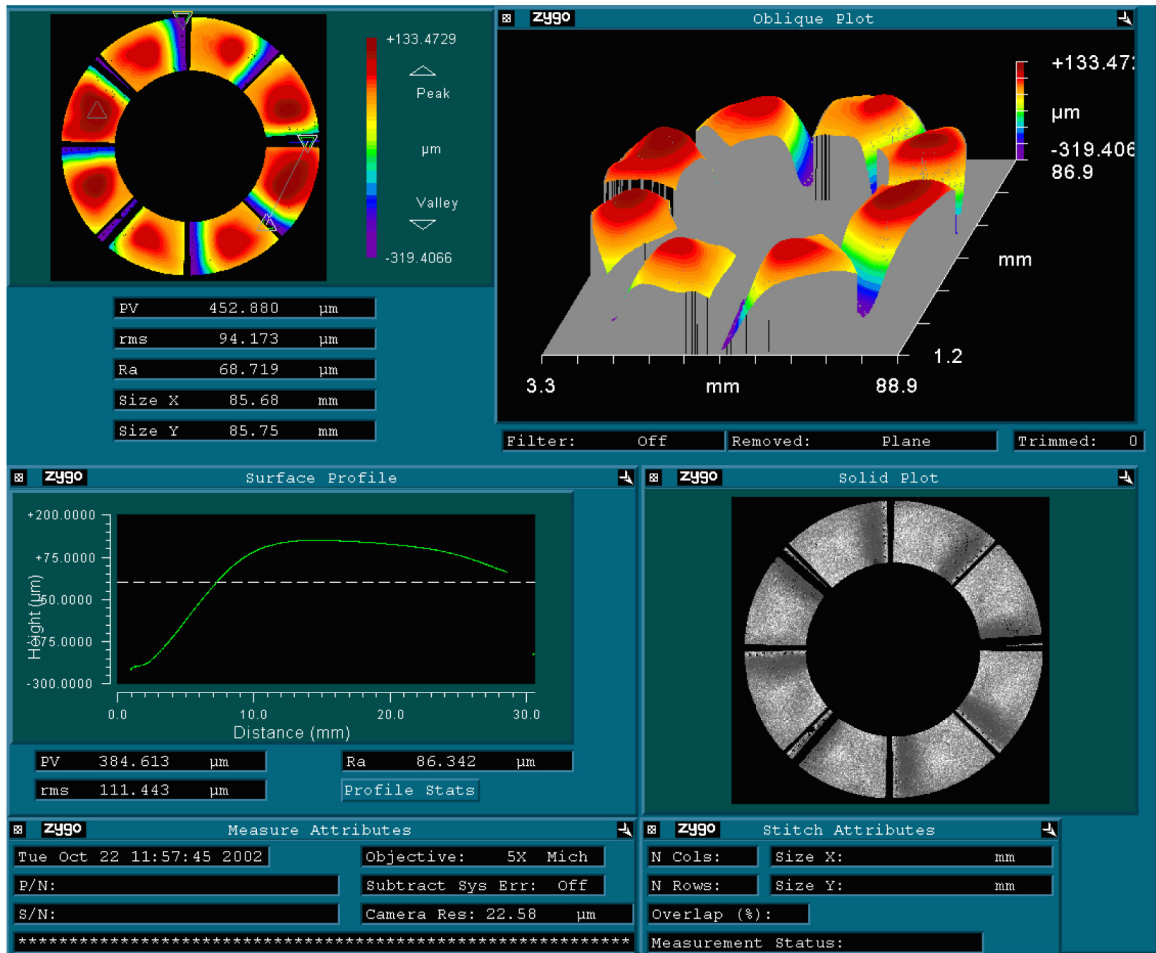 +133.4729
Peak
µm
Valley
-319.4066
PV 452.880 µm
rms 94.173 µm
Ra 68.719 µm
Size X 85.68 mm
Size Y 85.75 mm
zygo Oblique Plot
+133.472
µm
-319.406
86.9
mm
1.2
3.3 mm 88.9
Filter: Off Removed: Plane Trimmed: 0
zygo Surface Profile
+200.0000
+75.0000
-50.0000
-175.0000
-300.0000
Height (µm)
0.0 10.0 20.0 30.0
Distance (mm)
PV 384.613 µm Ra 86.342 µm
rms 111.443 µm Profile Stats
zygo Solid Plot
zygo Measure Attributes
Tue Oct 22 11:57:45 2002 Objective: 5X Mich
P/N: Subtract Sys Err: Off
S/N: Camera Res: 22.58 µm
*************************************************************
zygo Stitch Attributes
N Cols: Size X: mm
N Rows: Size Y: mm
Overlap (%):
Measurement Status: